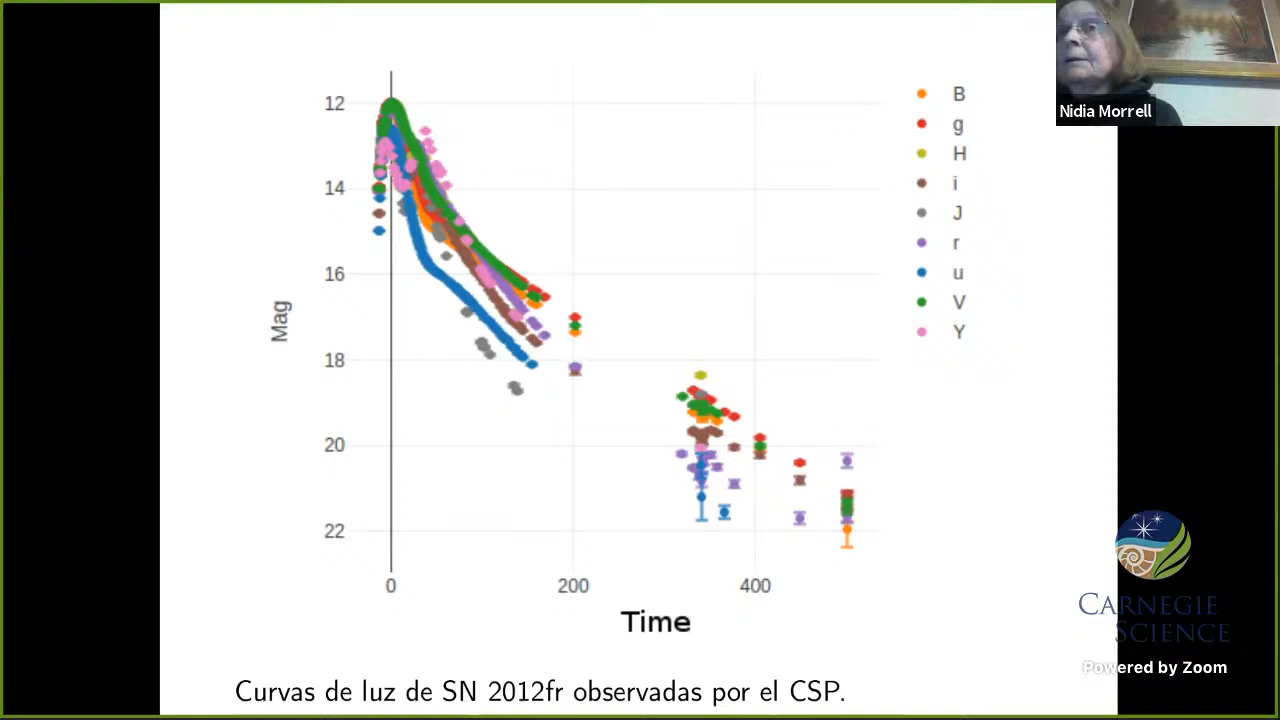 Nidia Morrell
12
14
16
18
20
22
Mag
0
200
400
Time
B
g
H
i
J
r
u
V
Y
CARNEGIE
SCIENCE
Powered by Zoom
Curvas de luz de SN 2012fr observadas por el CSP.